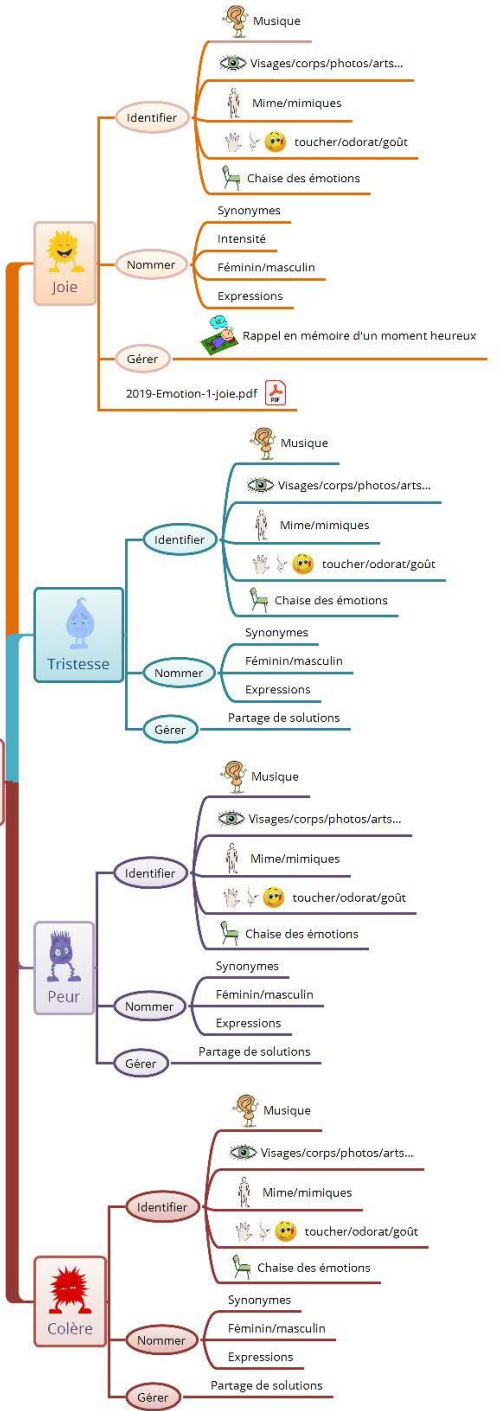 Musique
Visages/corps/photos/arts...
Identifier
Mime/mimiques
toucher/odorat/goût
Chaise des émotions
Synonymes
Intensité
Nommer
Féminin/masculin
Expressions
Joie
Rappel en mémoire d'un moment heureux
Gérer
2019-Emotion-1-joie.pdf
PDF
Musique
Visages/corps/photos/arts...
Mime/mimiques
Identifier
toucher/odorat/goût
Chaise des émotions
Synonymes
Féminin/masculin
Nommer
Expressions
Tristesse
Partage de solutions
Gérer
Musique
Visages/corps/photos/arts...
Mime/mimiques
Identifier
toucher/odorat/goût
Chaise des émotions
Synonymes
Féminin/masculin
Nommer
Expressions
Peur
Partage de solutions
Gérer
Musique
Visages/corps/photos/arts...
Mime/mimiques
Identifier
toucher/odorat/goût
Chaise des émotions
Synonymes
Féminin/masculin
Nommer
Expressions
Colère
Partage de solutions
Gérer